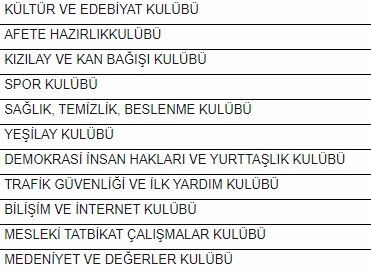 KÜLTÜR VE EDEBİYAT KULÜBÜ
AFETE HAZIRLIKKULÜBÜ
KIZILAY VE KAN BAĞIŞI KULÜBÜ
SPOR KULÜBÜ
SAĞLIK, TEMİZLİK, BESLENME KULÜBÜ
YEŞİLAY KULÜBÜ
DEMOKRASİ İNSAN HAKLARI VE YURTTAŞLIK KULÜBÜ
TRAFİK GÜVENLİĞİ VE İLK YARDIM KULÜBÜ
BİLİŞİM VE İNTERNET KULÜBÜ
MESLEKİ TATBİKAT ÇALIŞMALAR KULÜBÜ
MEDENİYET VE DEĞERLER KULÜBÜ